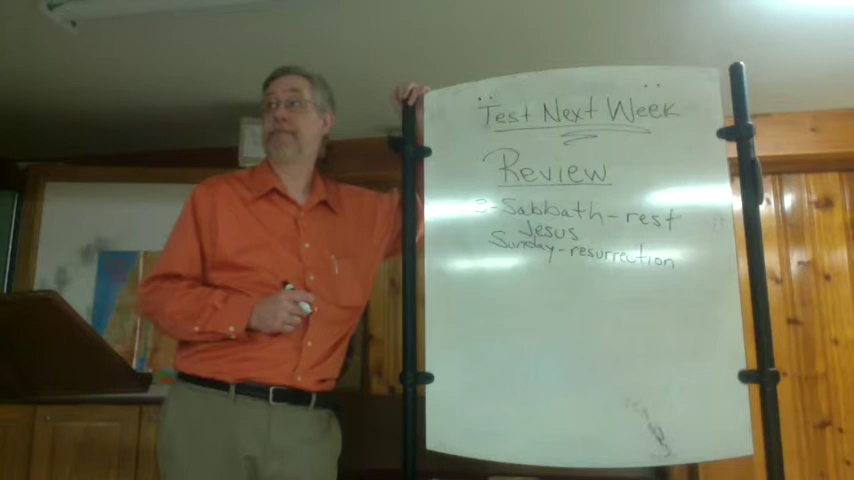 Test Next Week
Review
3-Sabbath-rest
Jesus
Sunday-resurrection